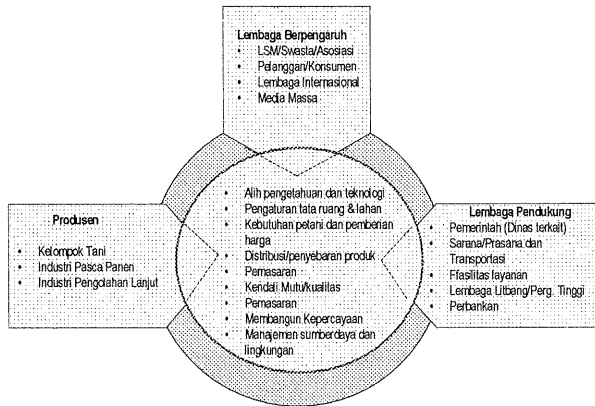 Lembaga Berpengaruh
• LSM/Swasta/Asosiasi
• Pelanggan/Konsumen
• Lembaga Internasional
• Media Massa
Produsen
• Kelompok Tani
• Industri Pasca Panen
• Industri Pengolahan Lanjut
• Alih pengetahuan dan teknologi
• Pengaturan tata ruang & lahan
• Kebutuhan petani dan pemberian
harga
• Distribusi/penyebaran produk
• Pemasaran
• Kendali Mutu/kualitas
• Pemasaran
• Membangun Kepercayaan
• Manajemen sumberdaya dan
lingkungan
Lembaga Pendukung
• Pemerintah (Dinas terkait)
• Sarana/Prasana dan
Transportasi
• Ffasilitas layanan
• Lembaga Litbang/Perg. Tinggi
• Perbankan